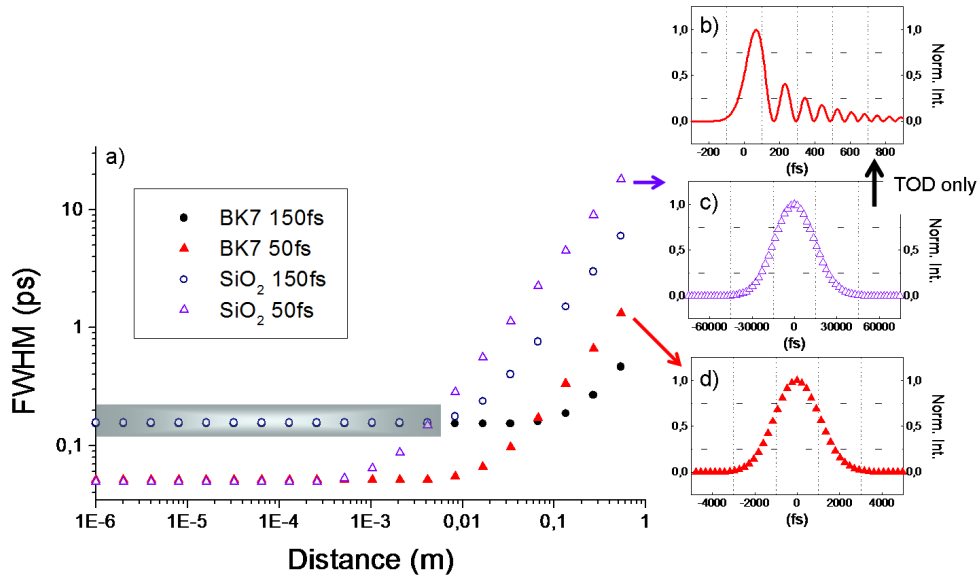 a)
BK7 150fs
BK7 50fs
SiO₂ 150fs
SiO₂ 50fs
FWHM (ps)
10
1
0,1
1E-6 1E-5 1E-4 1E-3 0,01 0,1 1
Distance (m)
b)
1,0 1,0
0,5 0,5
0,0 0,0
-200 0 200 400 600 800
(fs)
Norm. Int.
TOD only
c)
1,0 1,0
0,5 0,5
0,0 0,0
-60000 -30000 0 30000 60000
(fs)
Norm. Int.
d)
1,0 1,0
0,5 0,5
0,0 0,0
-4000 -2000 0 2000 4000
(fs)
Norm. Int.